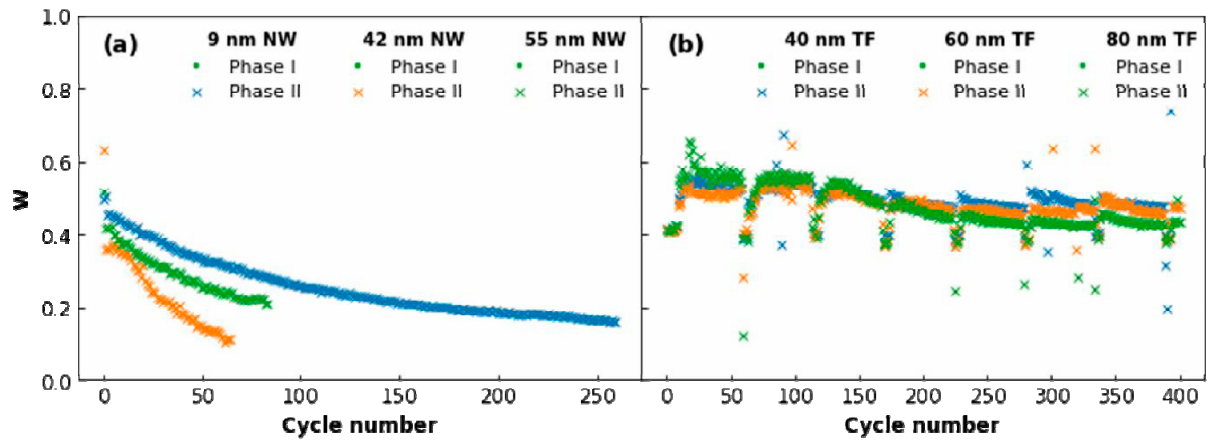 (a)
9 nm NW 42 nm NW 55 nm NW
Phase I Phase I Phase I
Phase II Phase II Phase II
(b)
40 nm TF 60 nm TF 80 nm TF
Phase I Phase I Phase I
Phase II Phase II Phase II
W
1.0
0.8
0.6
0.4
0.2
0.0
0 50 100 150 200 250
0 50 100 150 200 250 300 350 400
Cycle number Cycle number